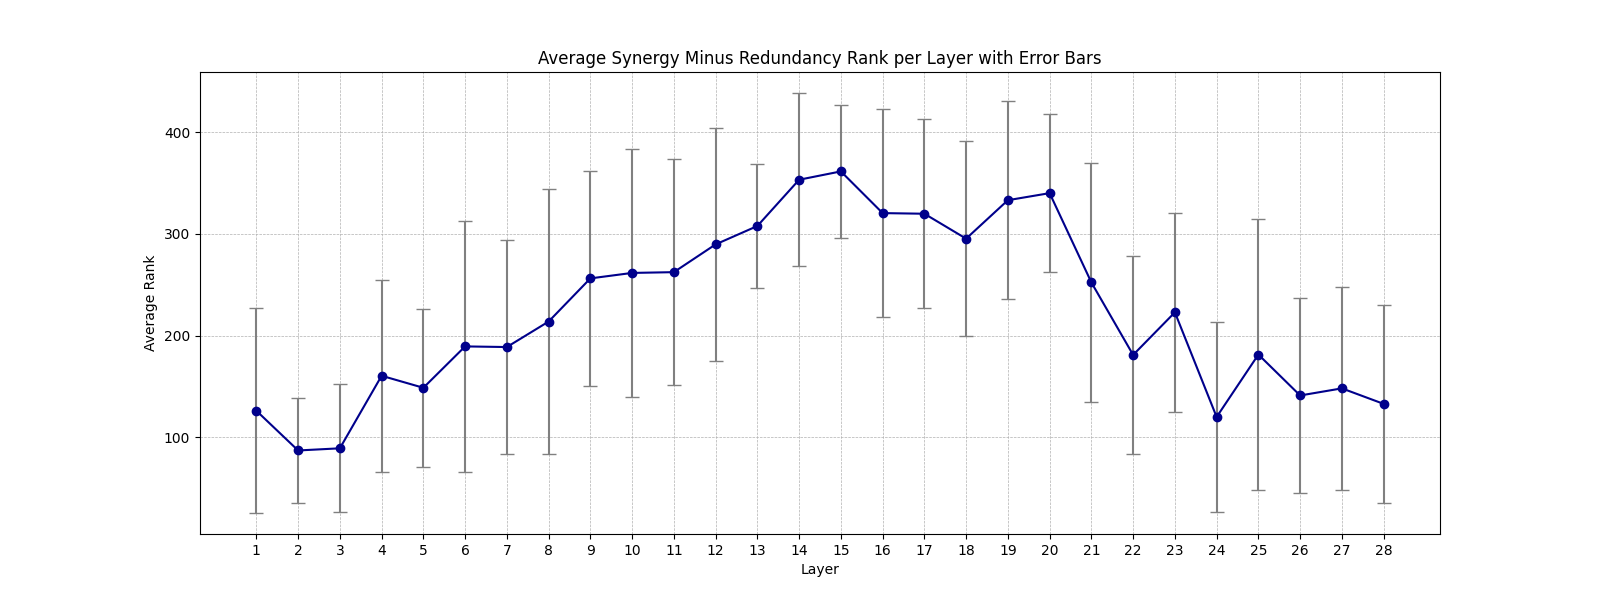 Average Synergy Minus Redundancy Rank per Layer with Error Bars
Average Rank
400
300
200
100
1 2 3 4 5 6 7 8 9 10 11 12 13 14 15 16 17 18 19 20 21 22 23 24 25 26 27 28
Layer